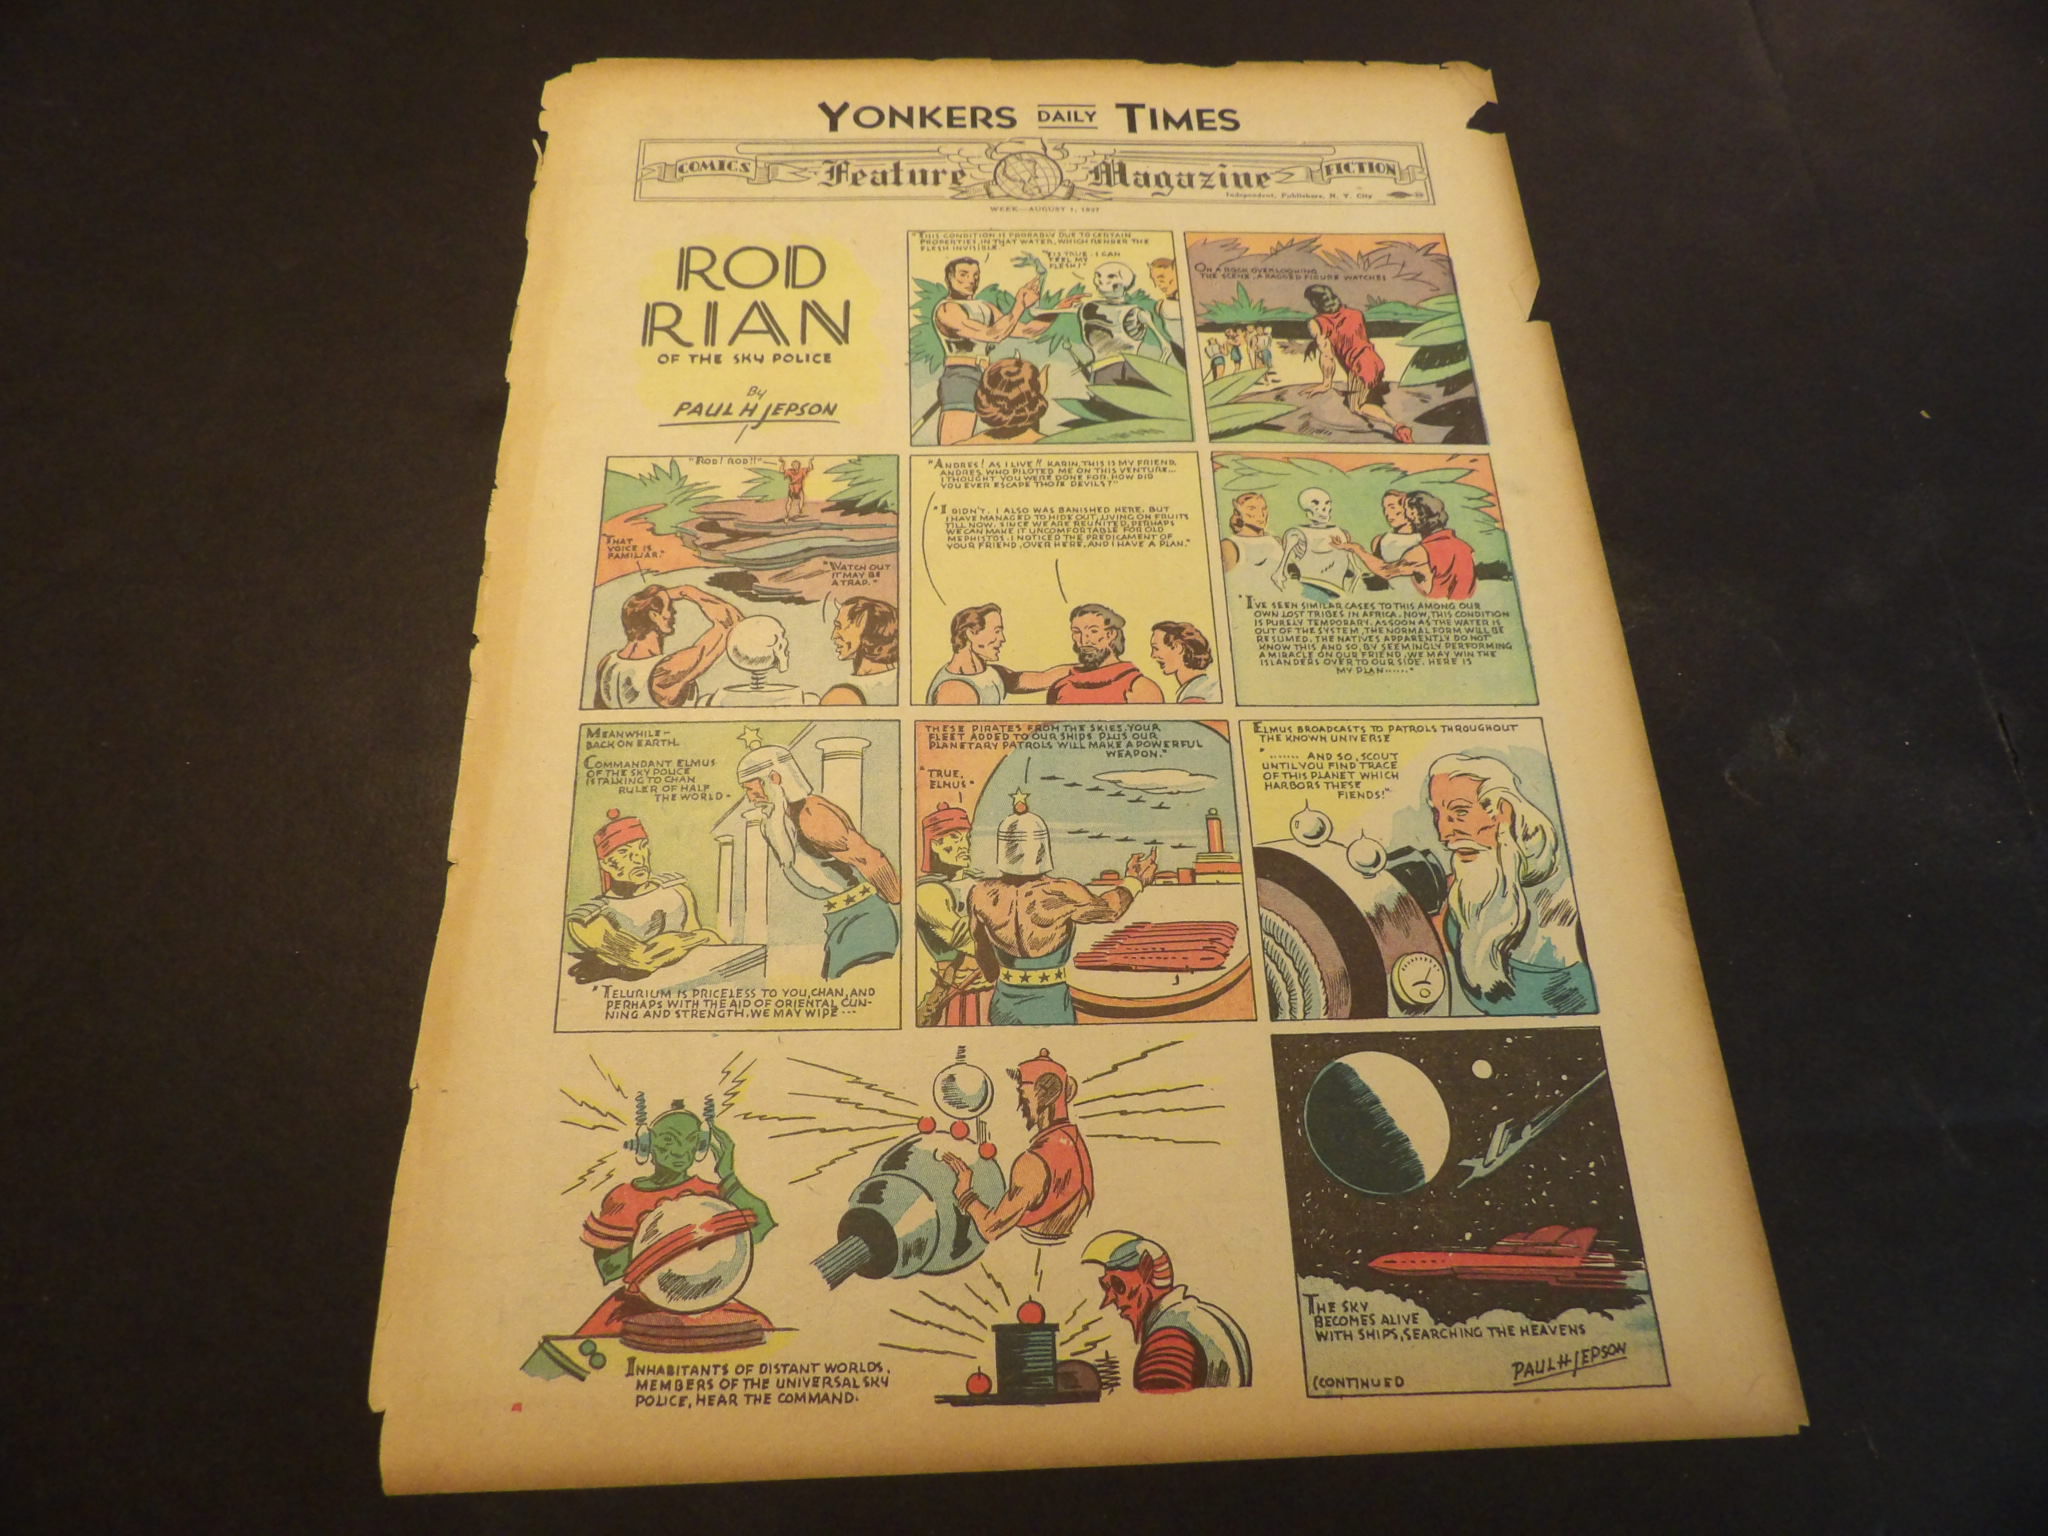 YONKERS DAILY TIMES
COMICS Feature Magazine FICTION
Independent, Publishers, N. Y. City
WEEK—AUGUST 1, 1937
ROD
RIAN
OF THE SKY POLICE
By
PAUL H JEPSON
"THIS CONDITION IS PROBABLY DUE TO CERTAIN
PROPERTIES, IN THAT WATER, WHICH RENDER THE
FLESH INVISIBLE."
"'TIS TRUE - I CAN
FEEL MY
FLESH!"
ON A ROCK OVERLOOKING
THE SCENE, A RAGGED FIGURE WATCHES
"ROD! ROD!!"
"THAT
VOICE IS
FAMILIAR."
"WATCH OUT
IT MAY BE
A TRAP."
"ANDRES! AS I LIVE!! KARIN, THIS IS MY FRIEND,
ANDRES, WHO PILOTED ME ON THIS VENTURE...
I THOUGHT YOU WERE DONE FOR. HOW DID
YOU EVER ESCAPE THOSE DEVILS?"
"I DIDN'T. I ALSO WAS BANISHED HERE, BUT
I HAVE MANAGED TO HIDE OUT, LIVING ON FRUITS
TILL NOW. SINCE WE ARE REUNITED, PERHAPS
WE CAN MAKE IT UNCOMFORTABLE FOR OLD
MEPHISTOS. I NOTICED THE PREDICAMENT OF
YOUR FRIEND, OVER HERE, AND I HAVE A PLAN."
"I'VE SEEN SIMILAR CASES TO THIS AMONG OUR
OWN LOST TRIBES IN AFRICA. NOW, THIS CONDITION
IS PURELY TEMPORARY. AS SOON AS THE WATER IS
OUT OF THE SYSTEM, THE NORMAL FORM WILL BE
RESUMED. THE NATIVES APPARENTLY DO NOT
KNOW THIS AND SO, BY SEEMINGLY PERFORMING
A MIRACLE ON OUR FRIEND, WE MAY WIN THE
ISLANDERS OVER TO OUR SIDE. HERE IS
MY PLAN......"
MEANWHILE -
BACK ON EARTH.
COMMANDANT ELMUS
OF THE SKY POLICE
IS TALKING TO CHAN
RULER OF HALF
THE WORLD -
"TELURIUM IS PRICELESS TO YOU, CHAN, AND
PERHAPS WITH THE AID OF ORIENTAL CUN-
NING AND STRENGTH, WE MAY WIPE ---
THESE PIRATES FROM THE SKIES. YOUR
FLEET ADDED TO OUR SHIPS PLUS OUR
PLANETARY PATROLS WILL MAKE A POWERFUL
WEAPON."
"TRUE,
ELMUS"
ELMUS BROADCASTS TO PATROLS THROUGHOUT
THE KNOWN UNIVERSE
"....... AND SO, SCOUT
UNTIL YOU FIND TRACE
OF THIS PLANET WHICH
HARBORS THESE
FIENDS!"
INHABITANTS OF DISTANT WORLDS,
MEMBERS OF THE UNIVERSAL SKY
POLICE, HEAR THE COMMAND.
THE SKY
BECOMES ALIVE
WITH SHIPS, SEARCHING THE HEAVENS
PAUL H JEPSON
(CONTINUED